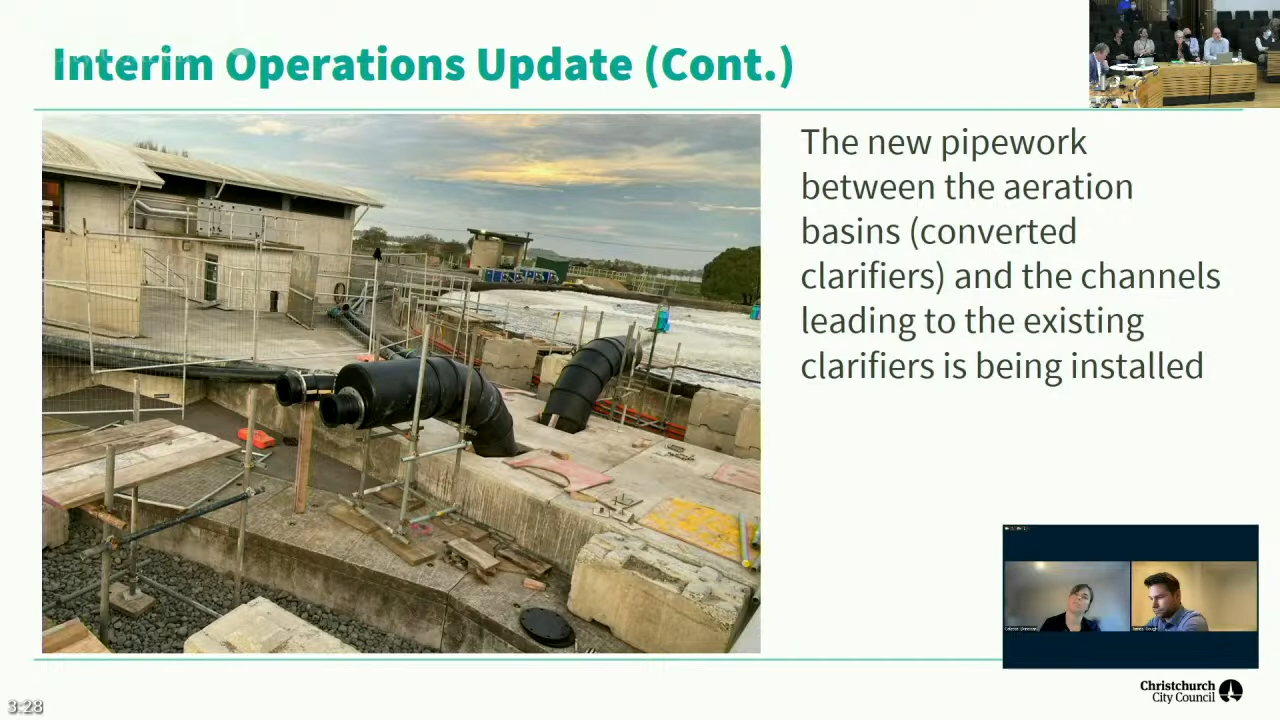 Interim Operations Update (Cont.)
The new pipework
between the aeration
basins (converted
clarifiers) and the channels
leading to the existing
clarifiers is being installed
Christchurch
City Council
3:28